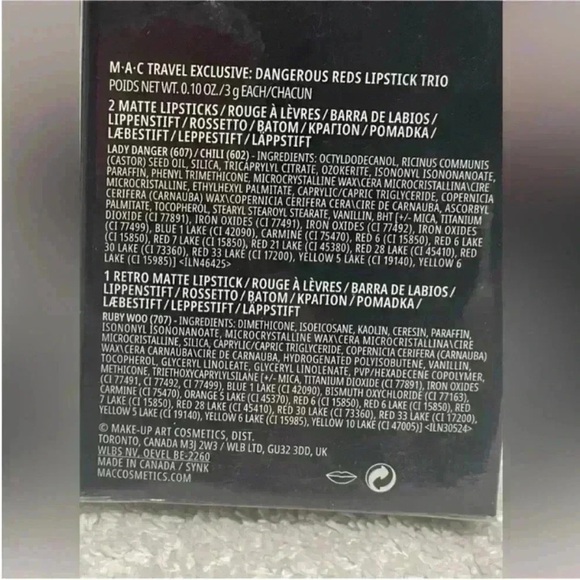 M·A·C TRAVEL EXCLUSIVE: DANGEROUS REDS LIPSTICK TRIO
POIDS NET WT. 0.10 OZ./3 g EACH/CHACUN
2 MATTE LIPSTICKS / ROUGE À LÈVRES / BARRA DE LABIOS /
LIPPENSTIFT / ROSSETTO / BATOM / ΚΡΑΓΙΟΝ / POMADKA /
LÆBESTIFT / LEPPESTIFT / LÄPPSTIFT
LADY DANGER (607) / CHILI (602) - INGREDIENTS: OCTYLDODECANOL, RICINUS COMMUNIS
(CASTOR) SEED OIL, SILICA, TRICAPRYLYL CITRATE, OZOKERITE, ISONONYL ISONONANOATE,
PARAFFIN, PHENYL TRIMETHICONE, MICROCRYSTALLINE WAX\CERA MICROCRISTALLINA\CIRE
MICROCRISTALLINE, ETHYLHEXYL PALMITATE, CAPRYLIC/CAPRIC TRIGLYCERIDE, COPERNICIA
CERIFERA (CARNAUBA) WAX\COPERNICIA CERIFERA CERA\CIRE DE CARNAUBA, ASCORBYL
PALMITATE, TOCOPHEROL, STEARYL STEAROYL STEARATE, VANILLIN, BHT [+/- MICA, TITANIUM
DIOXIDE (CI 77891), IRON OXIDES (CI 77491), IRON OXIDES (CI 77492), IRON OXIDES
(CI 77499), BLUE 1 LAKE (CI 42090), CARMINE (CI 75470), RED 6 (CI 15850), RED 6 LAKE
(CI 15850), RED 7 LAKE (CI 15850), RED 21 LAKE (CI 45380), RED 28 LAKE (CI 45410), RED
30 LAKE (CI 73360), RED 33 LAKE (CI 17200), YELLOW 5 LAKE (CI 19140), YELLOW 6
LAKE (CI 15985)] <ILN46425>
1 RETRO MATTE LIPSTICK / ROUGE À LÈVRES / BARRA DE LABIOS /
LIPPENSTIFT / ROSSETTO / BATOM / ΚΡΑΓΙΟΝ / POMADKA /
LÆBESTIFT / LEPPESTIFT / LÄPPSTIFT
RUBY WOO (707) - INGREDIENTS: DIMETHICONE, ISOEICOSANE, KAOLIN, CERESIN, PARAFFIN,
ISONONYL ISONONANOATE, MICROCRYSTALLINE WAX\CERA MICROCRISTALLINA\CIRE
MICROCRISTALLINE, SILICA, CAPRYLIC/CAPRIC TRIGLYCERIDE, COPERNICIA CERIFERA (CARNAUBA)
WAX\CERA CARNAUBA\CIRE DE CARNAUBA, HYDROGENATED POLYISOBUTENE, VANILLIN,
TOCOPHEROL, GLYCERYL LINOLEATE, GLYCERYL LINOLENATE, PVP/HEXADECENE COPOLYMER,
METHICONE, TRIETHOXYCAPRYLYLSILANE [+/- MICA, TITANIUM DIOXIDE (CI 77891), IRON OXIDES
(CI 77491, CI 77492, CI 77499), BLUE 1 LAKE (CI 42090), BISMUTH OXYCHLORIDE (CI 77163),
CARMINE (CI 75470), ORANGE 5 LAKE (CI 45370), RED 6 (CI 15850), RED 6 LAKE (CI 15850), RED
7 LAKE (CI 15850), RED 28 LAKE (CI 45410), RED 30 LAKE (CI 73360), RED 33 LAKE (CI 17200),
YELLOW 5 LAKE (CI 19140), YELLOW 6 LAKE (CI 15985), YELLOW 10 LAKE (CI 47005)] <ILN30524>
© MAKE-UP ART COSMETICS, DIST.
TORONTO, CANADA M3J 2W3 / WLB LTD, GU32 3DD, UK
WLBS NV. OEVEL BE-2260
MADE IN CANADA / SYNK
MACCOSMETICS.COM